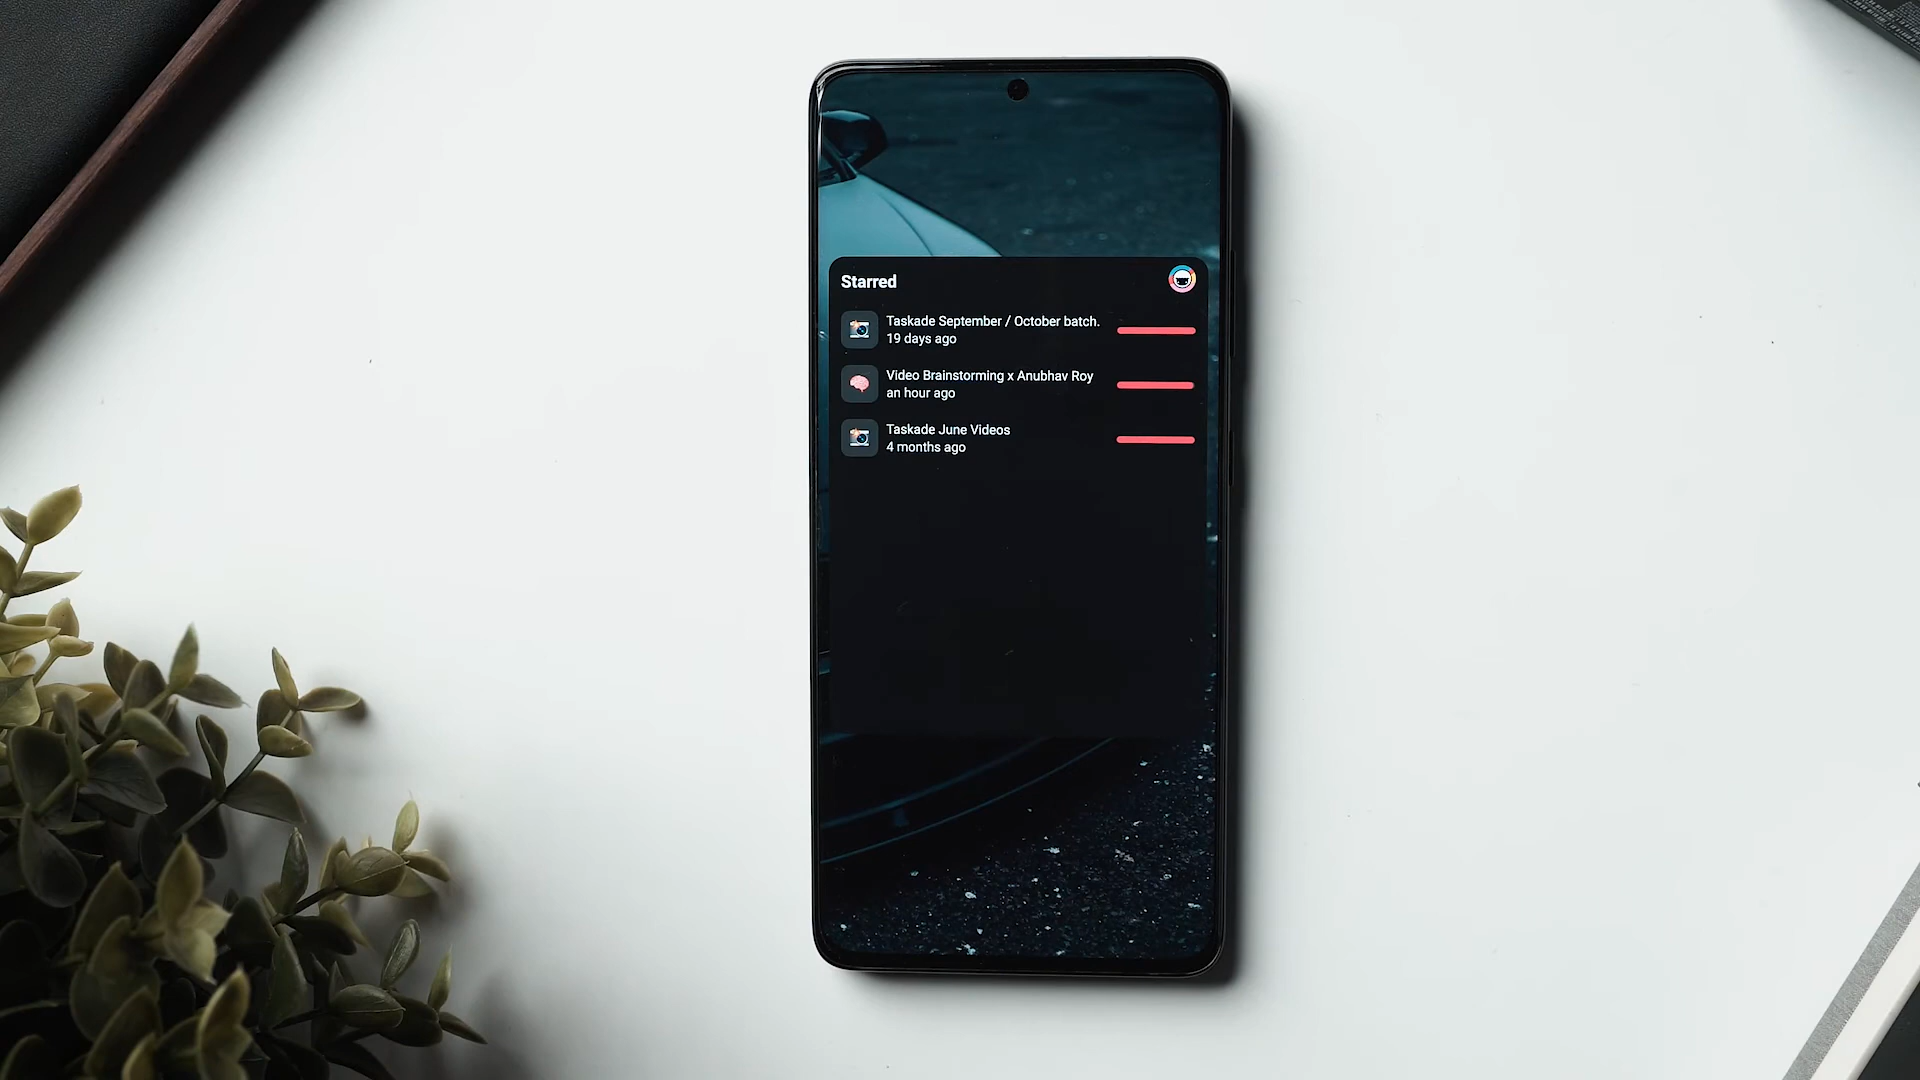 Starred
Taskade September / October batch.
19 days ago
Video Brainstorming x Anubhav Roy
an hour ago
Taskade June Videos
4 months ago